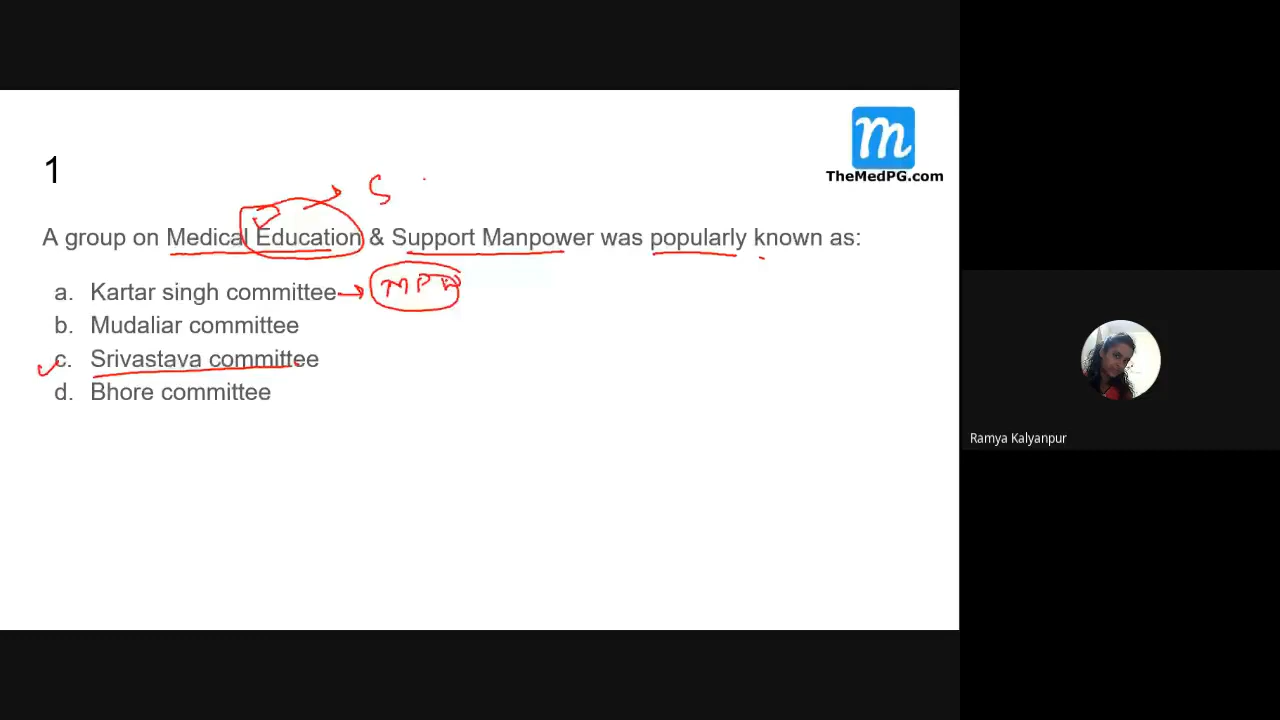 m
TheMedPG.com
1
S
A group on Medical Education & Support Manpower was popularly known as:
a. Kartar singh committee → MPW
b. Mudaliar committee
c. Srivastava committee
d. Bhore committee
Ramya Kalyanpur